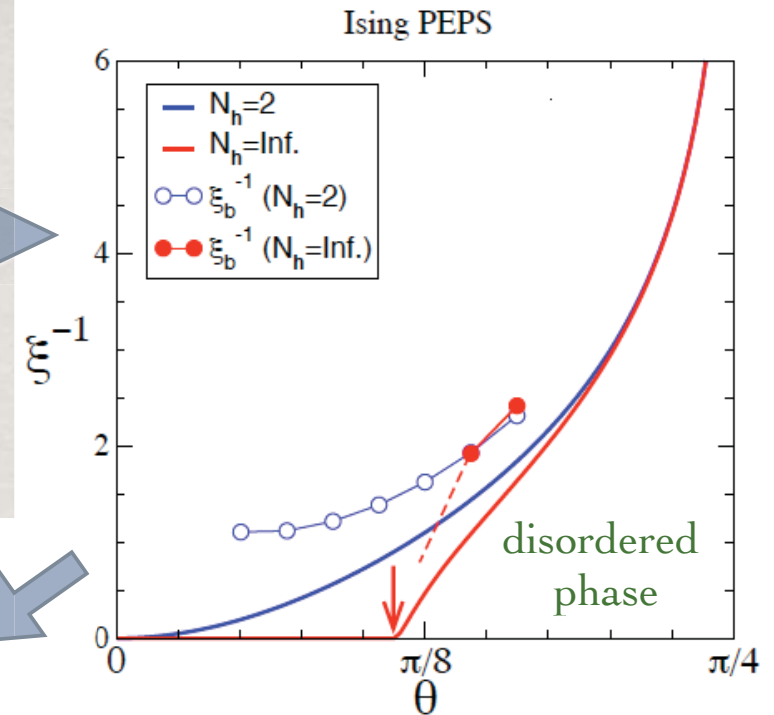 Ising PEPS
6
N_h=2
N_h=Inf.
ξ_b^-1 (N_h=2)
ξ_b^-1 (N_h=Inf.)
4
ξ^-1
2
disordered
phase
0
0 π/8 π/4
θ